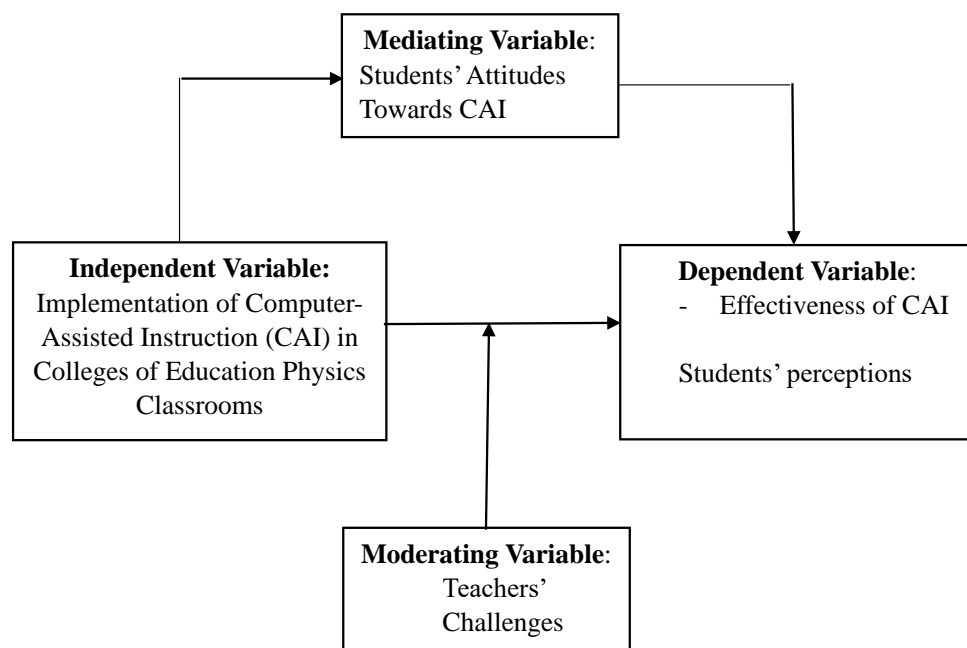 Mediating Variable:
Students’ Attitudes
Towards CAI
Independent Variable:
Implementation of Computer-
Assisted Instruction (CAI) in
Colleges of Education Physics
Classrooms
Dependent Variable:
- Effectiveness of CAI
Students’ perceptions
Moderating Variable:
Teachers’
Challenges